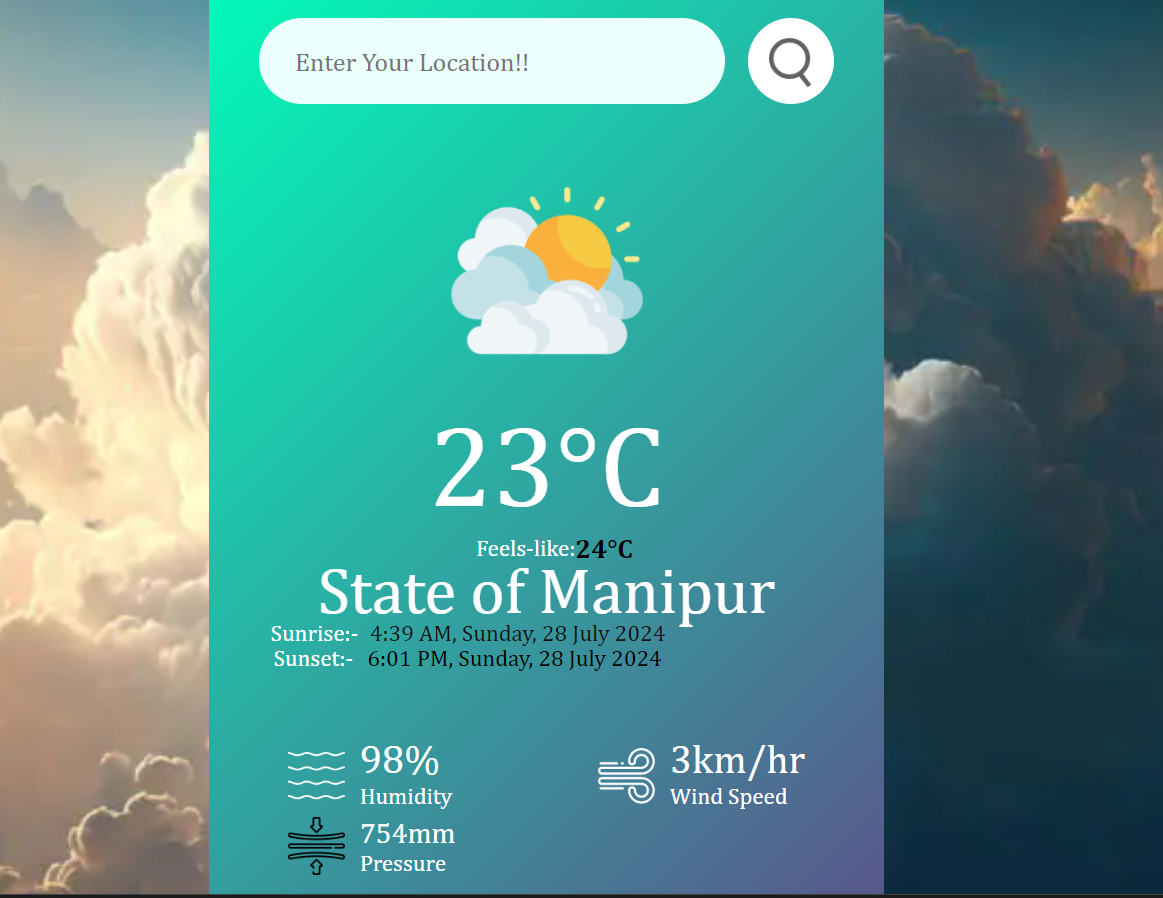 Enter Your Location!!
23°C
Feels-like:24°C
State of Manipur
Sunrise:- 4:39 AM, Sunday, 28 July 2024
Sunset:- 6:01 PM, Sunday, 28 July 2024
98%
Humidity
3km/hr
Wind Speed
754mm
Pressure